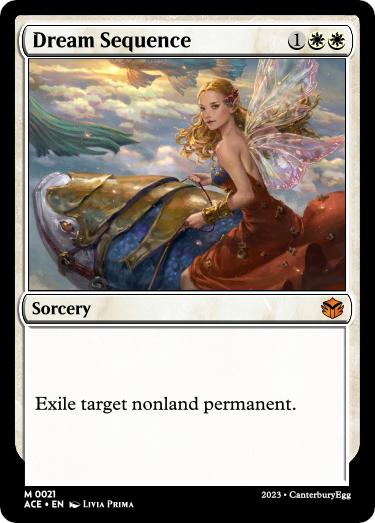 Dream Sequence 1
Sorcery
Exile target nonland permanent.
M 0021
ACE • EN Livia Prima
2023 • CanterburyEgg